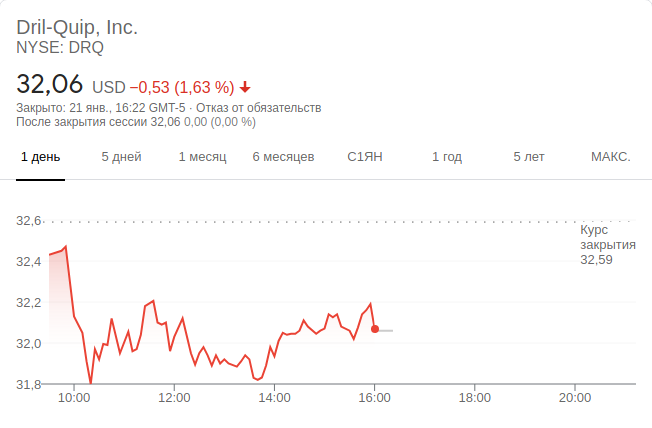 Dril-Quip, Inc.
NYSE: DRQ
32,06 USD −0,53 (1,63 %)
Закрыто: 21 янв., 16:22 GMT-5 · Отказ от обязательств
После закрытия сессии 32,06 0,00 (0,00 %)
1 день 5 дней 1 месяц 6 месяцев С1ЯН 1 год 5 лет МАКС.
32,6
Курс
закрытия
32,59
32,4
32,2
32,0
31,8
10:00 12:00 14:00 16:00 18:00 20:00